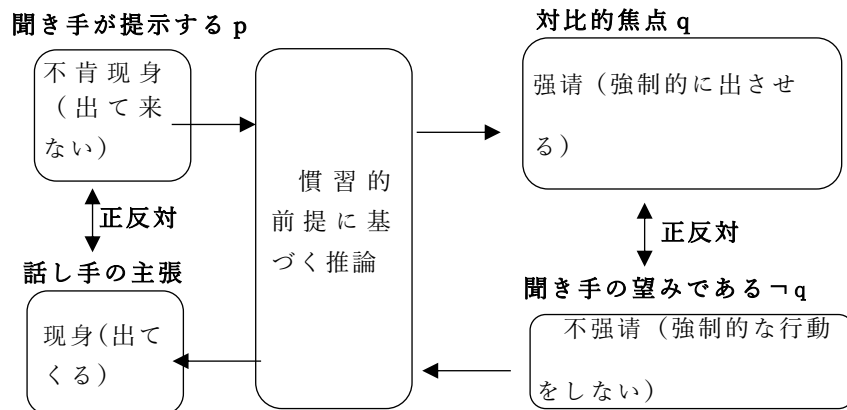 聞き手が提示する p
不肯现身
（出て来
ない）
正反対
話し手の主張
现身(出て
くる）
慣習的
前提に基
づく推論
対比的焦点 q
强请（強制的に出させ
る）
正反対
聞き手の望みである￢q
不强请（強制的な行動
をしない）